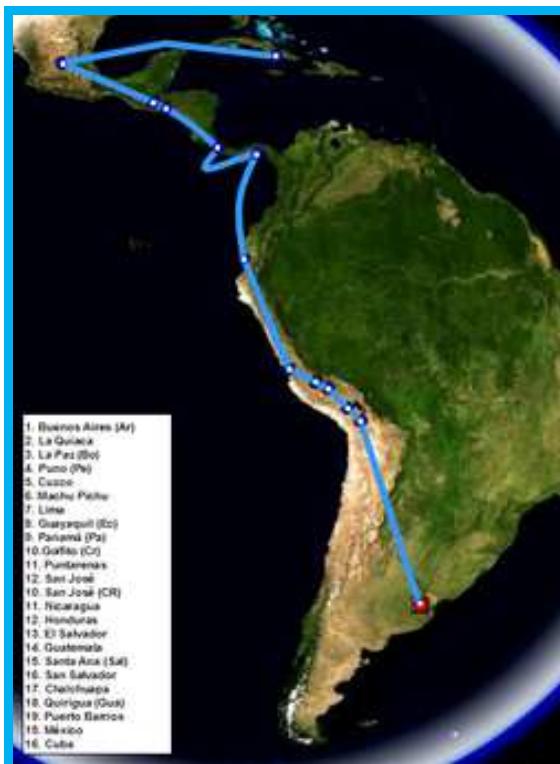 1. Buenos Aires (Ar)
2. La Quiaca
3. La Paz (Bo)
4. Puno (Pe)
5. Cuzco
6. Machu Pichu
7. Lima
8. Guayaquil (Ec)
9. Panamá (Pa)
10.Golfito (Cr)
11. Puntarenas
12. San José
10. San José (CR)
11. Nicaragua
12. Honduras
13. El Salvador
14. Guatemala
15. Santa Ana (Sal)
16. San Salvador
17. Chalchuapa
18. Quirigua (Gua)
19. Puerto Barrios
15. México
16. Cuba